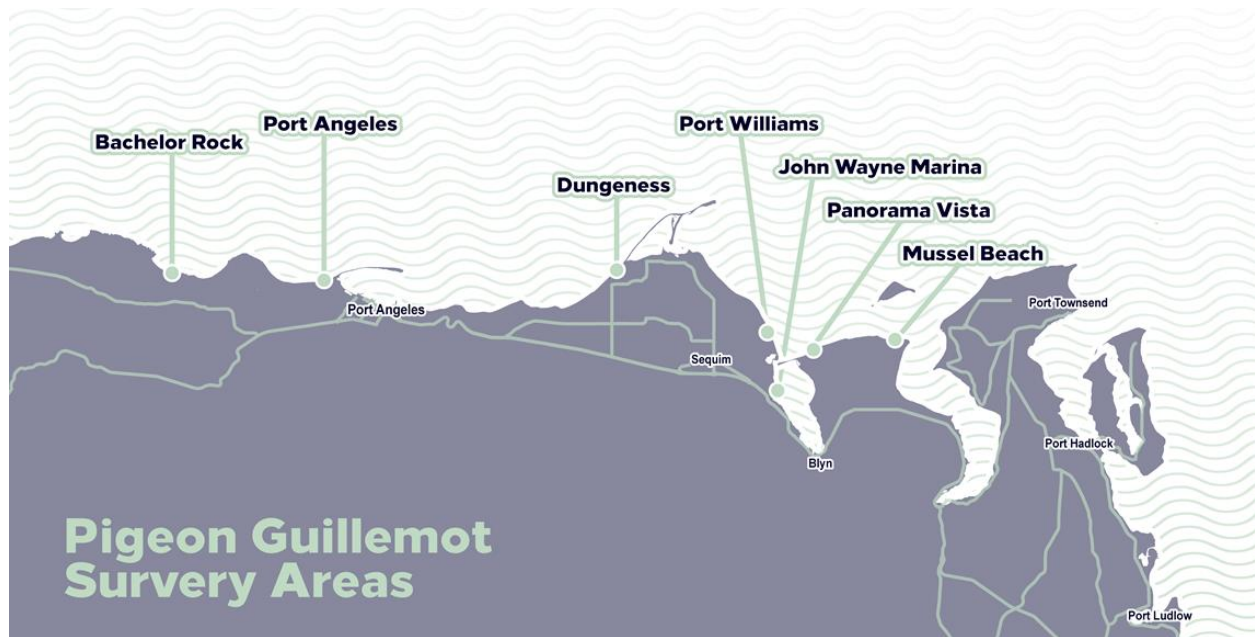 Bachelor Rock
Port Angeles
Dungeness
Port Williams
John Wayne Marina
Panorama Vista
Mussel Beach
Port Angeles
Sequim
Blyn
Port Townsend
Port Hadlock
Port Ludlow
Pigeon Guillemot
Survery Areas